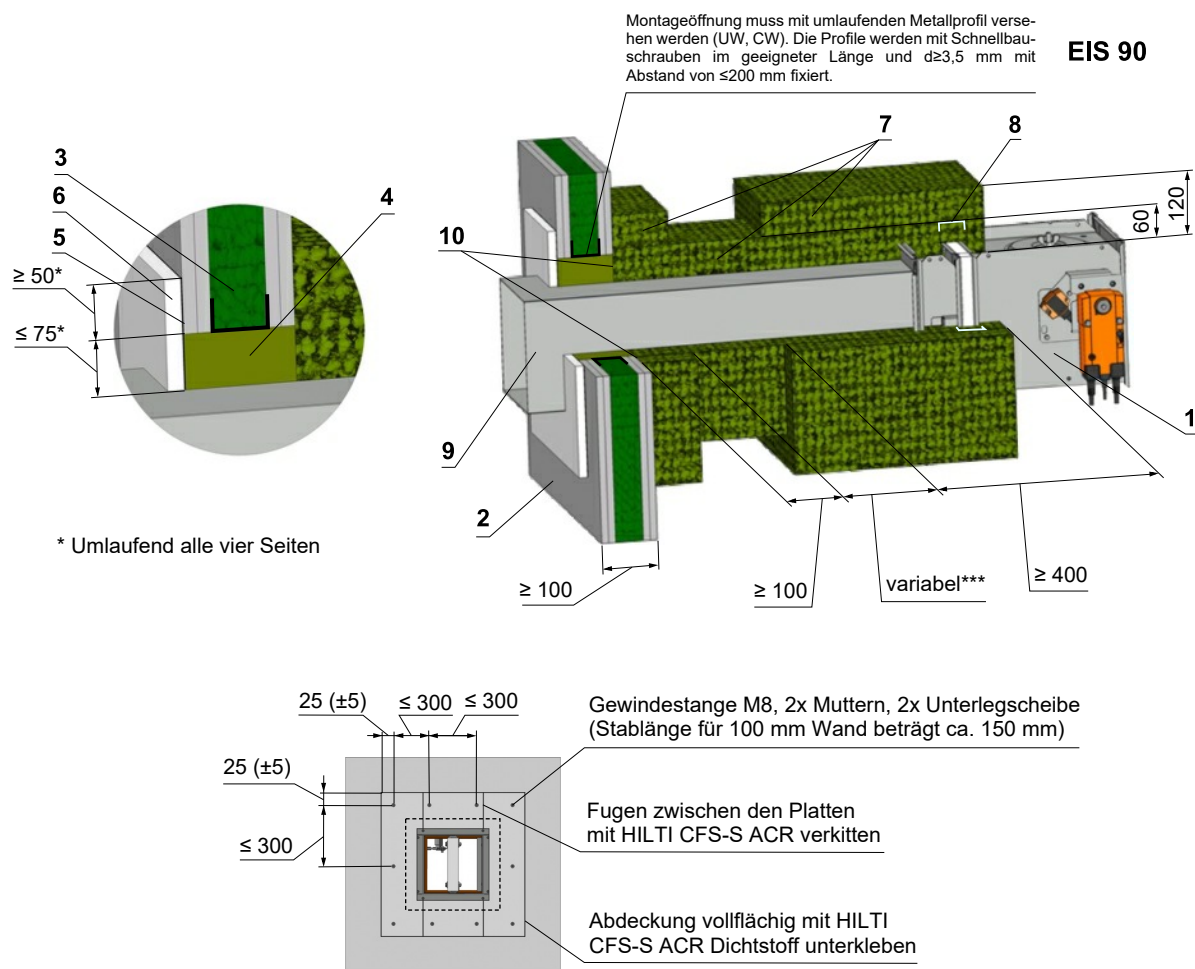 Montageöffnung muss mit umlaufenden Metallprofil verse-
hen werden (UW, CW). Die Profile werden mit Schnellbau-
schrauben im geeigneter Länge und d≥3,5 mm mit
Abstand von ≤200 mm fixiert.
EIS 90
3
6
5
4
≥ 50*
≤ 75*
7
8
10
60
120
9
2
1
* Umlaufend alle vier Seiten
≥ 100
≥ 100
variabel***
≥ 400
25 (±5)
≤ 300
≤ 300
25 (±5)
≤ 300
Gewindestange M8, 2x Muttern, 2x Unterlegscheibe
(Stablänge für 100 mm Wand beträgt ca. 150 mm)
Fugen zwischen den Platten
mit HILTI CFS-S ACR verkitten
Abdeckung vollflächig mit HILTI
CFS-S ACR Dichtstoff unterkleben